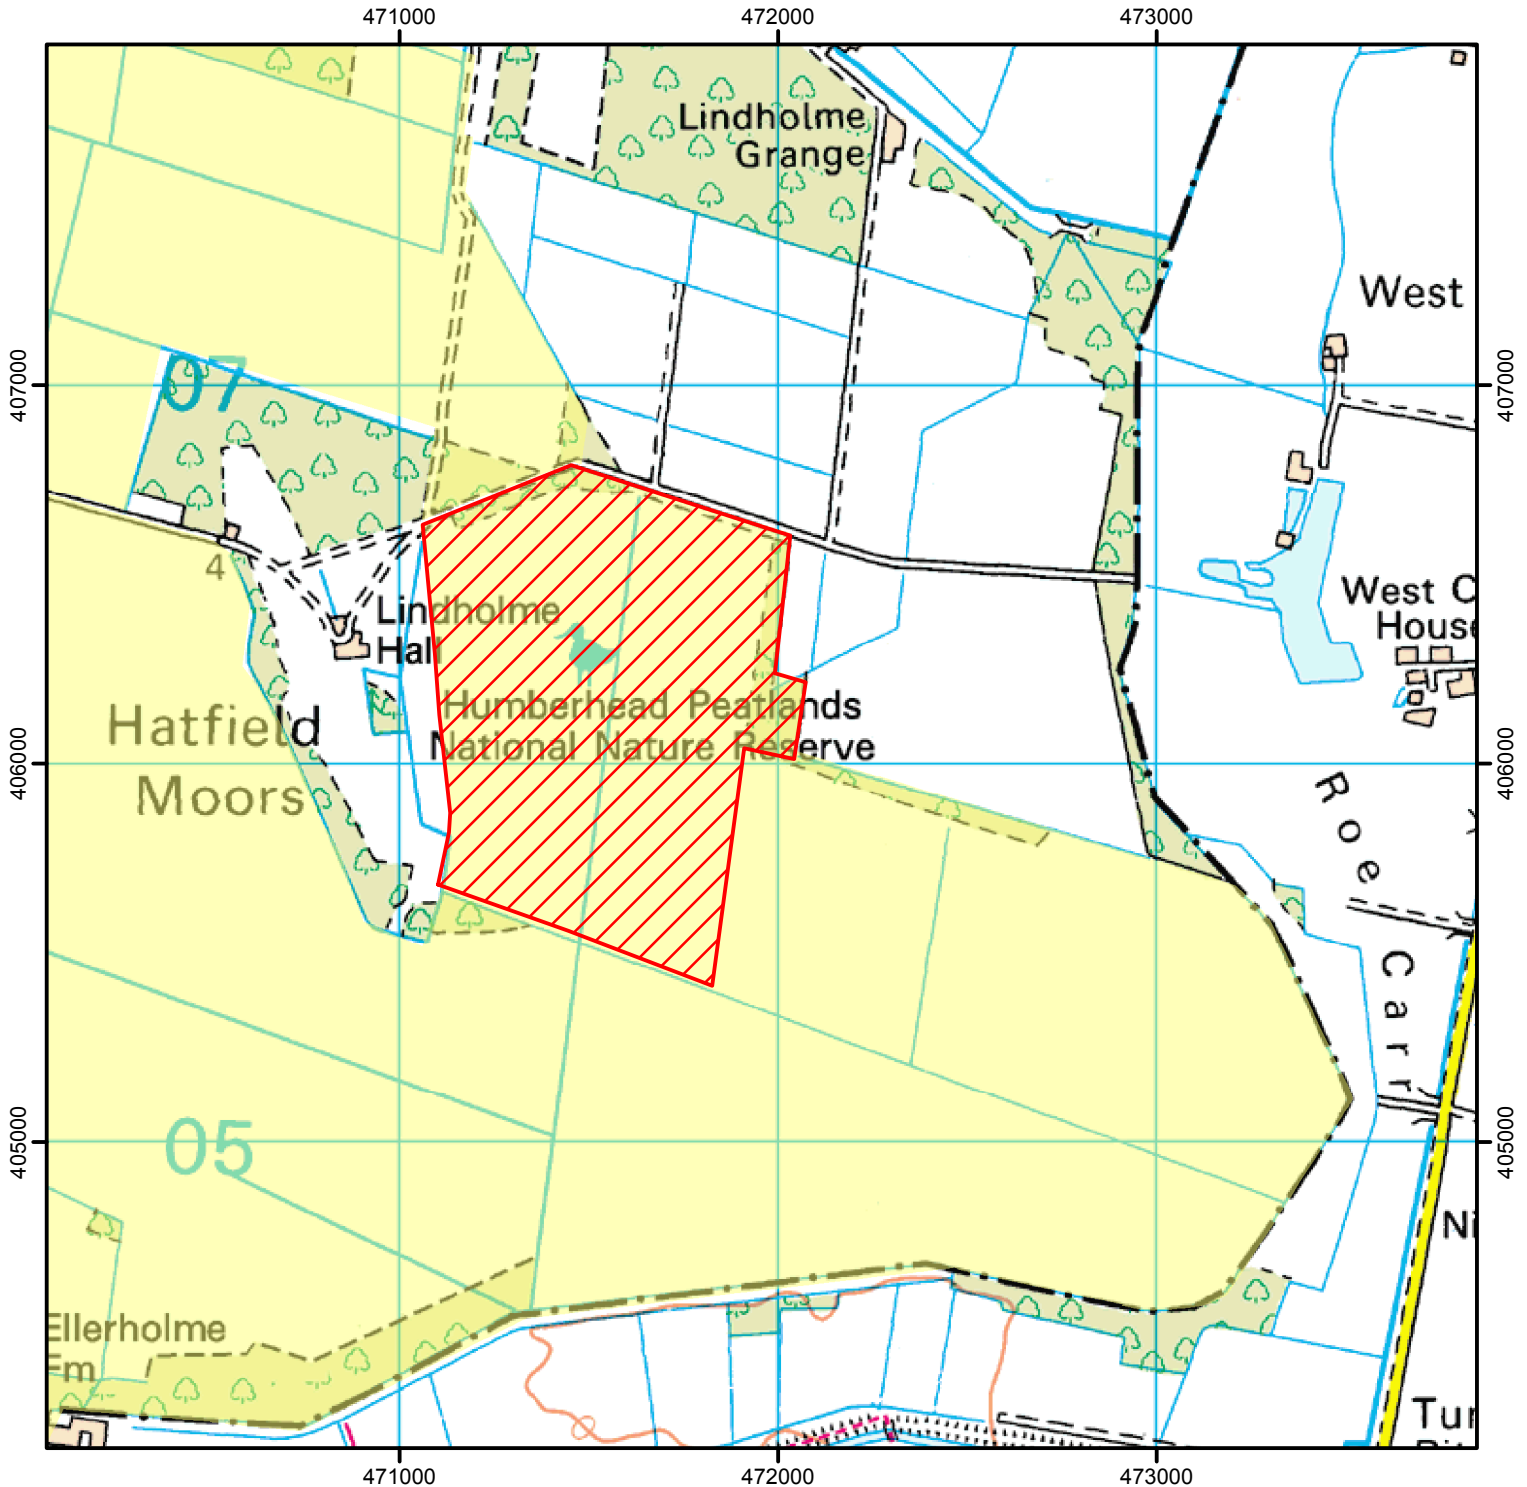 471000
472000
473000
Lindholme
Grange
West
407000
07
407000
4
Lindholme
Hall
West C
House
Humberhead Peatlands
National Nature Reserve
Hatfield
Moors
406000
406000
Roe
Carr
405000
05
405000
Ni
Ellerholme
Fm
Tur
471000
472000
473000